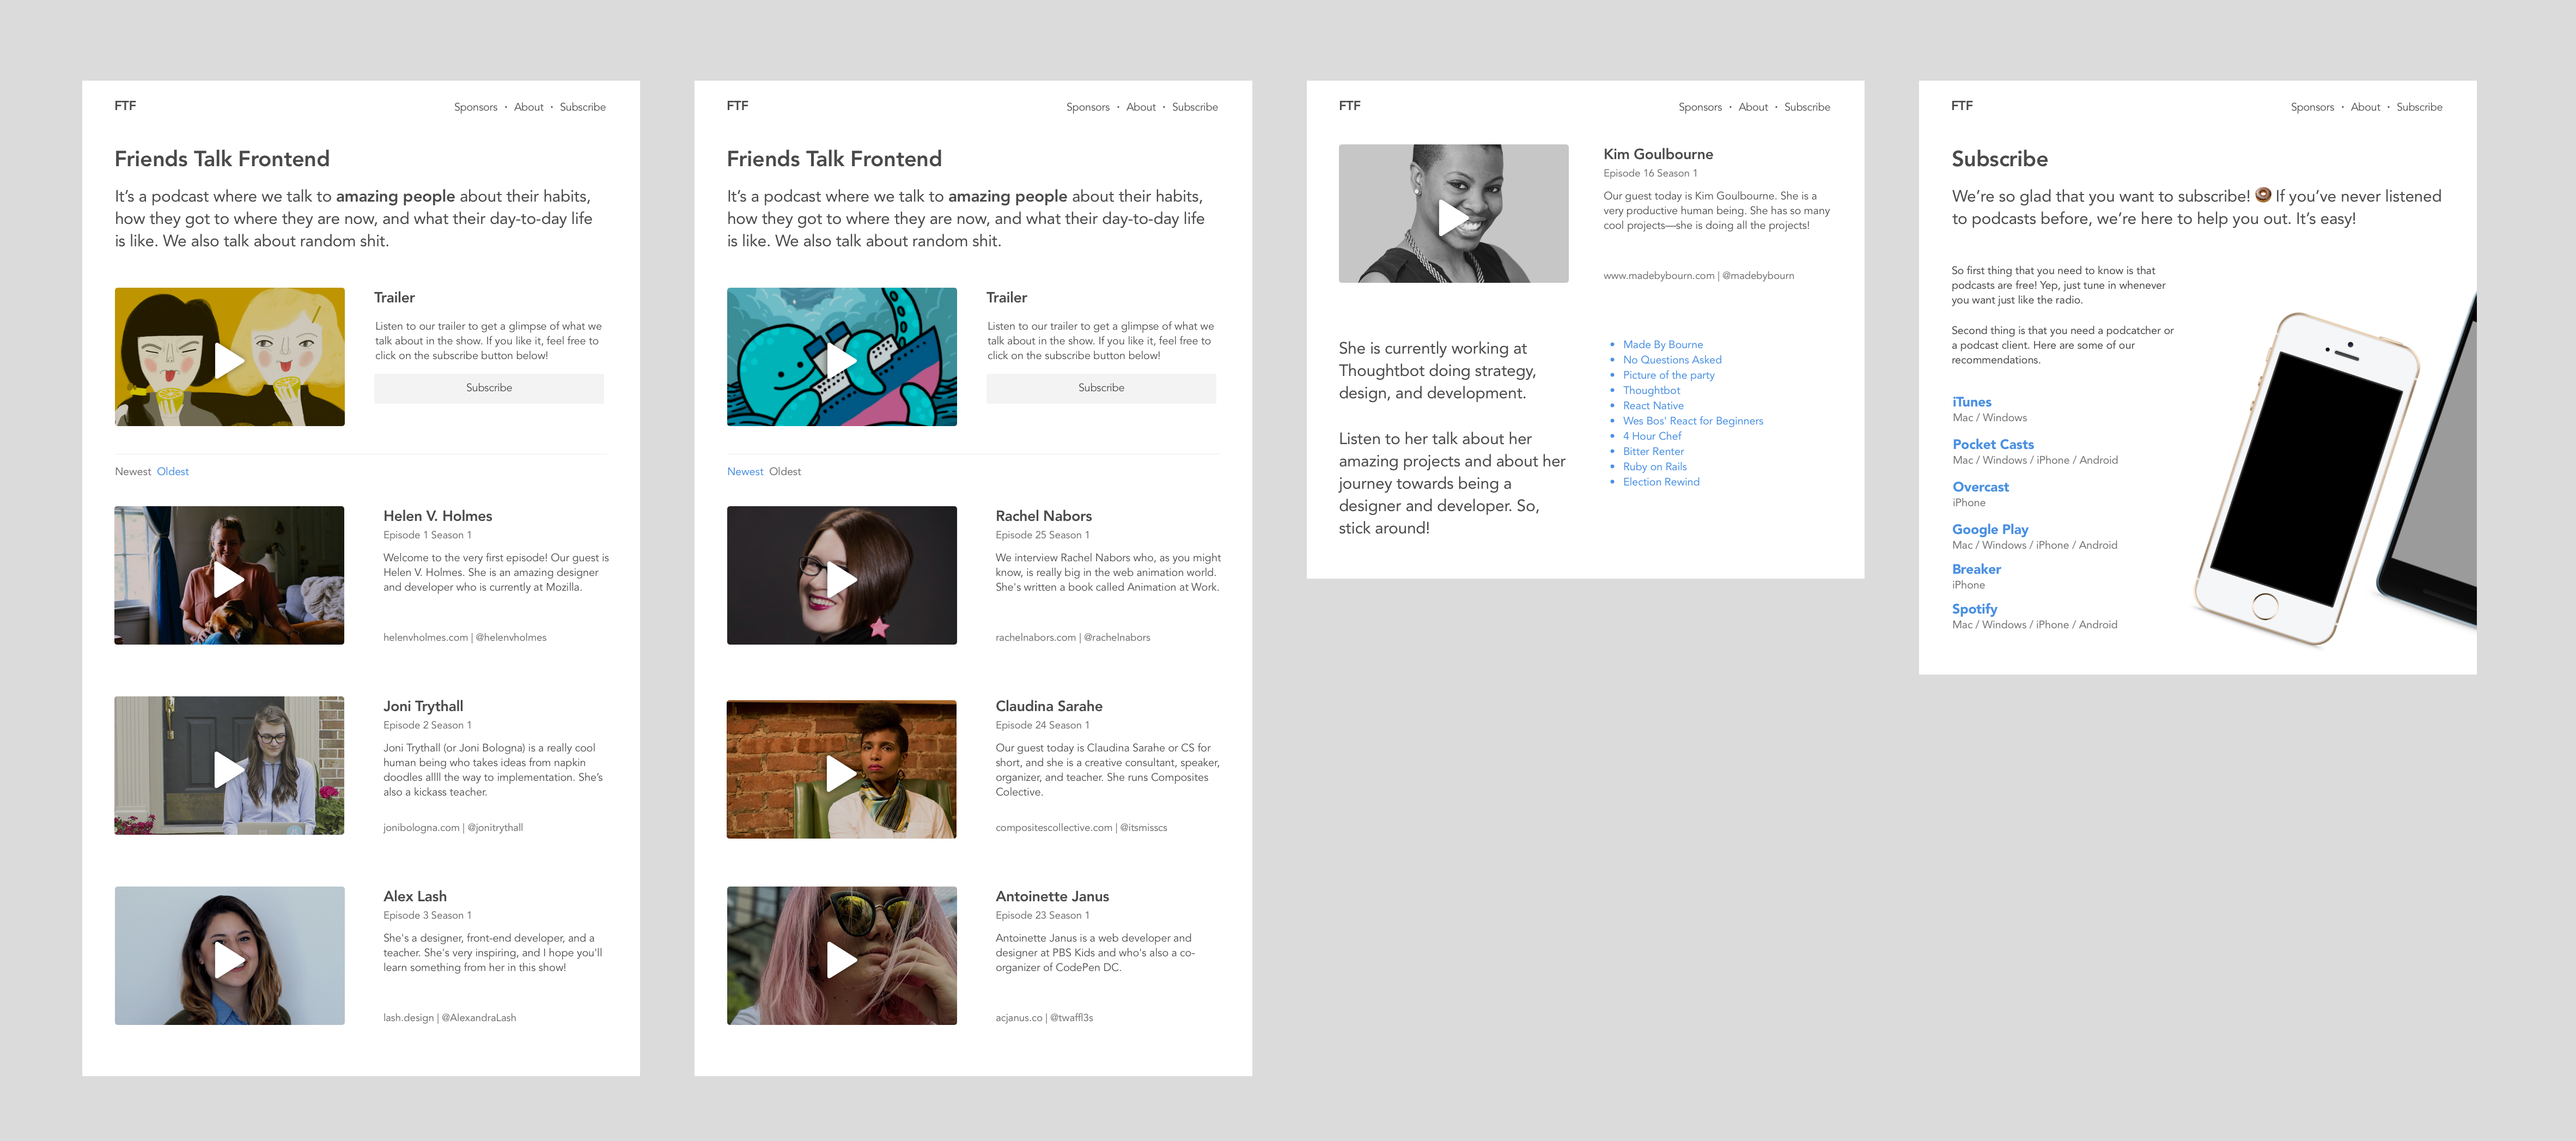 FTF
Sponsors · About · Subscribe
Friends Talk Frontend
It's a podcast where we talk to amazing people about their habits,
how they got to where they are now, and what their day-to-day life
is like. We also talk about random shit.
Trailer
Listen to our trailer to get a glimpse of what we
talk about in the show. If you like it, feel free to
click on the subscribe button below!
Subscribe
Newest Oldest
Helen V. Holmes
Episode 1 Season 1
Welcome to the very first episode! Our guest is
Helen V. Holmes. She is an amazing designer
and developer who is currently at Mozilla.
helenvholmes.com | @helenvholmes
Joni Trythall
Episode 2 Season 1
Joni Trythall (or Joni Bologna) is a really cool
human being who takes ideas from napkin
doodles allll the way to implementation. She's
also a kickass teacher.
jonibologna.com | @jonitrythall
Alex Lash
Episode 3 Season 1
She's a designer, front-end developer, and a
teacher. She's very inspiring, and I hope you'll
learn something from her in this show!
lash.design | @AlexandraLash
FTF
Sponsors · About · Subscribe
Friends Talk Frontend
It's a podcast where we talk to amazing people about their habits,
how they got to where they are now, and what their day-to-day life
is like. We also talk about random shit.
Trailer
Listen to our trailer to get a glimpse of what we
talk about in the show. If you like it, feel free to
click on the subscribe button below!
Subscribe
Newest Oldest
Rachel Nabors
Episode 25 Season 1
We interview Rachel Nabors who, as you might
know, is really big in the web animation world.
She's written a book called Animation at Work.
rachelnabors.com | @rachelnabors
Claudina Sarahe
Episode 24 Season 1
Our guest today is Claudina Sarahe or CS for
short, and she is a creative consultant, speaker,
organizer, and teacher. She runs Composites
Colective.
compositescollective.com | @itsmisscs
Antoinette Janus
Episode 23 Season 1
Antoinette Janus is a web developer and
designer at PBS Kids and who's also a co-
organizer of CodePen DC.
acjanus.co | @twaffl3s
FTF
Sponsors · About · Subscribe
Kim Goulbourne
Episode 16 Season 1
Our guest today is Kim Goulbourne. She is a
very productive human being. She has so many
cool projects—she is doing all the projects!
www.madebybourn.com | @madebybourn
She is currently working at
Thoughtbot doing strategy,
design, and development.
Listen to her talk about her
amazing projects and about her
journey towards being a
designer and developer. So,
stick around!
• Made By Bourne
• No Questions Asked
• Picture of the party
• Thoughtbot
• React Native
• Wes Bos' React for Beginners
• 4 Hour Chef
• Bitter Renter
• Ruby on Rails
• Election Rewind
FTF
Sponsors · About · Subscribe
Subscribe
We're so glad that you want to subscribe! 🍩 If you've never listened
to podcasts before, we're here to help you out. It's easy!
So first thing that you need to know is that
podcasts are free! Yep, just tune in whenever
you want just like the radio.
Second thing is that you need a podcatcher or
a podcast client. Here are some of our
recommendations.
iTunes
Mac / Windows
Pocket Casts
Mac / Windows / iPhone / Android
Overcast
iPhone
Google Play
Mac / Windows / iPhone / Android
Breaker
iPhone
Spotify
Mac / Windows / iPhone / Android